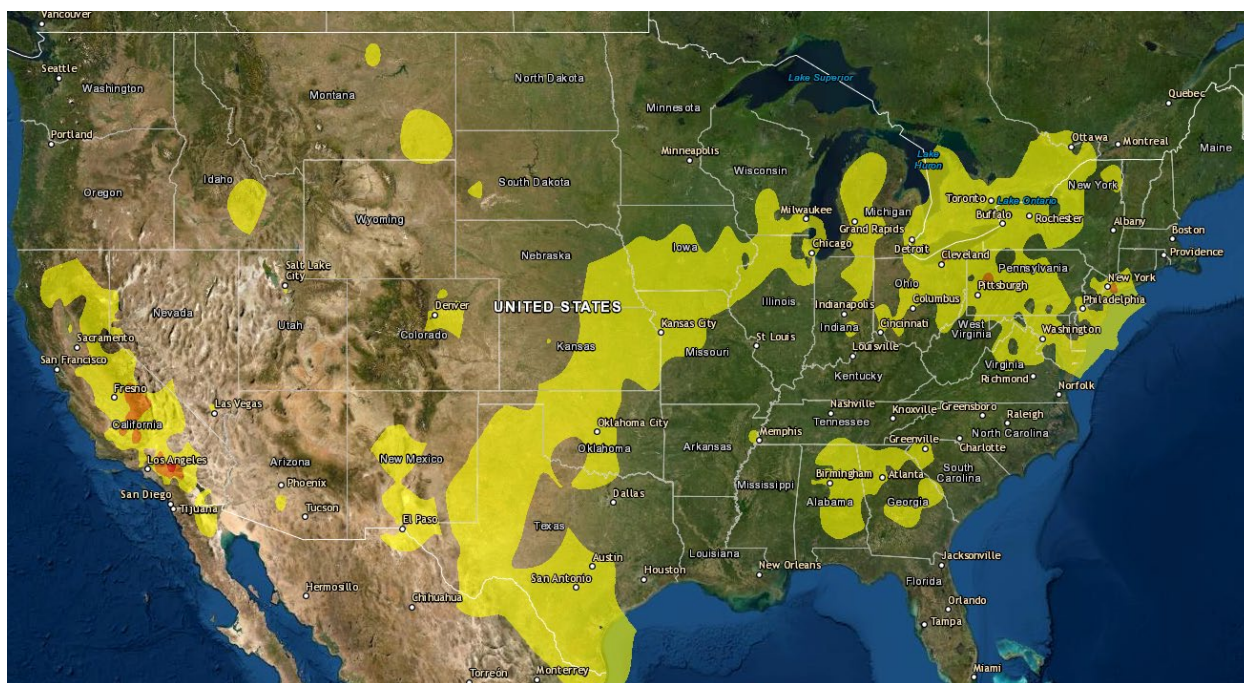 Vancouver
Seattle
Washington
Portland
Oregon
Idaho
Montana
North Dakota
South Dakota
Wyoming
Minnesota
Minneapolis
Wisconsin
Lake Superior
Quebec
Ottawa
Montreal
Maine
Lake
Huron
Toronto
Lake Ontario
New York
Michigan
Milwaukee
Grand Rapids
Buffalo
Rochester
Albany
Boston
Providence
Detroit
Chicago
Cleveland
Iowa
Nebraska
Salt Lake
City
UNITED STATES
Nevada
Utah
Denver
Colorado
Kansas
Kansas City
Missouri
St Louis
Illinois
Indianapolis
Indiana
Ohio
Columbus
Cincinnati
Pennsylvania
Pittsburgh
New York
Philadelphia
West
Virginia
Washington
Virginia
Richmond
Norfolk
Louisville
Kentucky
Sacramento
San Francisco
Fresno
California
Las Vegas
Los Angeles
San Diego
Tijuana
Arizona
Phoenix
Tucson
New Mexico
El Paso
Oklahoma City
Oklahoma
Arkansas
Memphis
Nashville
Tennessee
Knoxville
Greensboro
Raleigh
North Carolina
Charlotte
Greenville
South
Carolina
Birmingham
Atlanta
Alabama
Georgia
Mississippi
Dallas
Texas
Louisiana
Austin
San Antonio
Houston
New Orleans
Jacksonville
Florida
Orlando
Tampa
Miami
Hermosillo
Chihuahua
Torreón
Monterrey